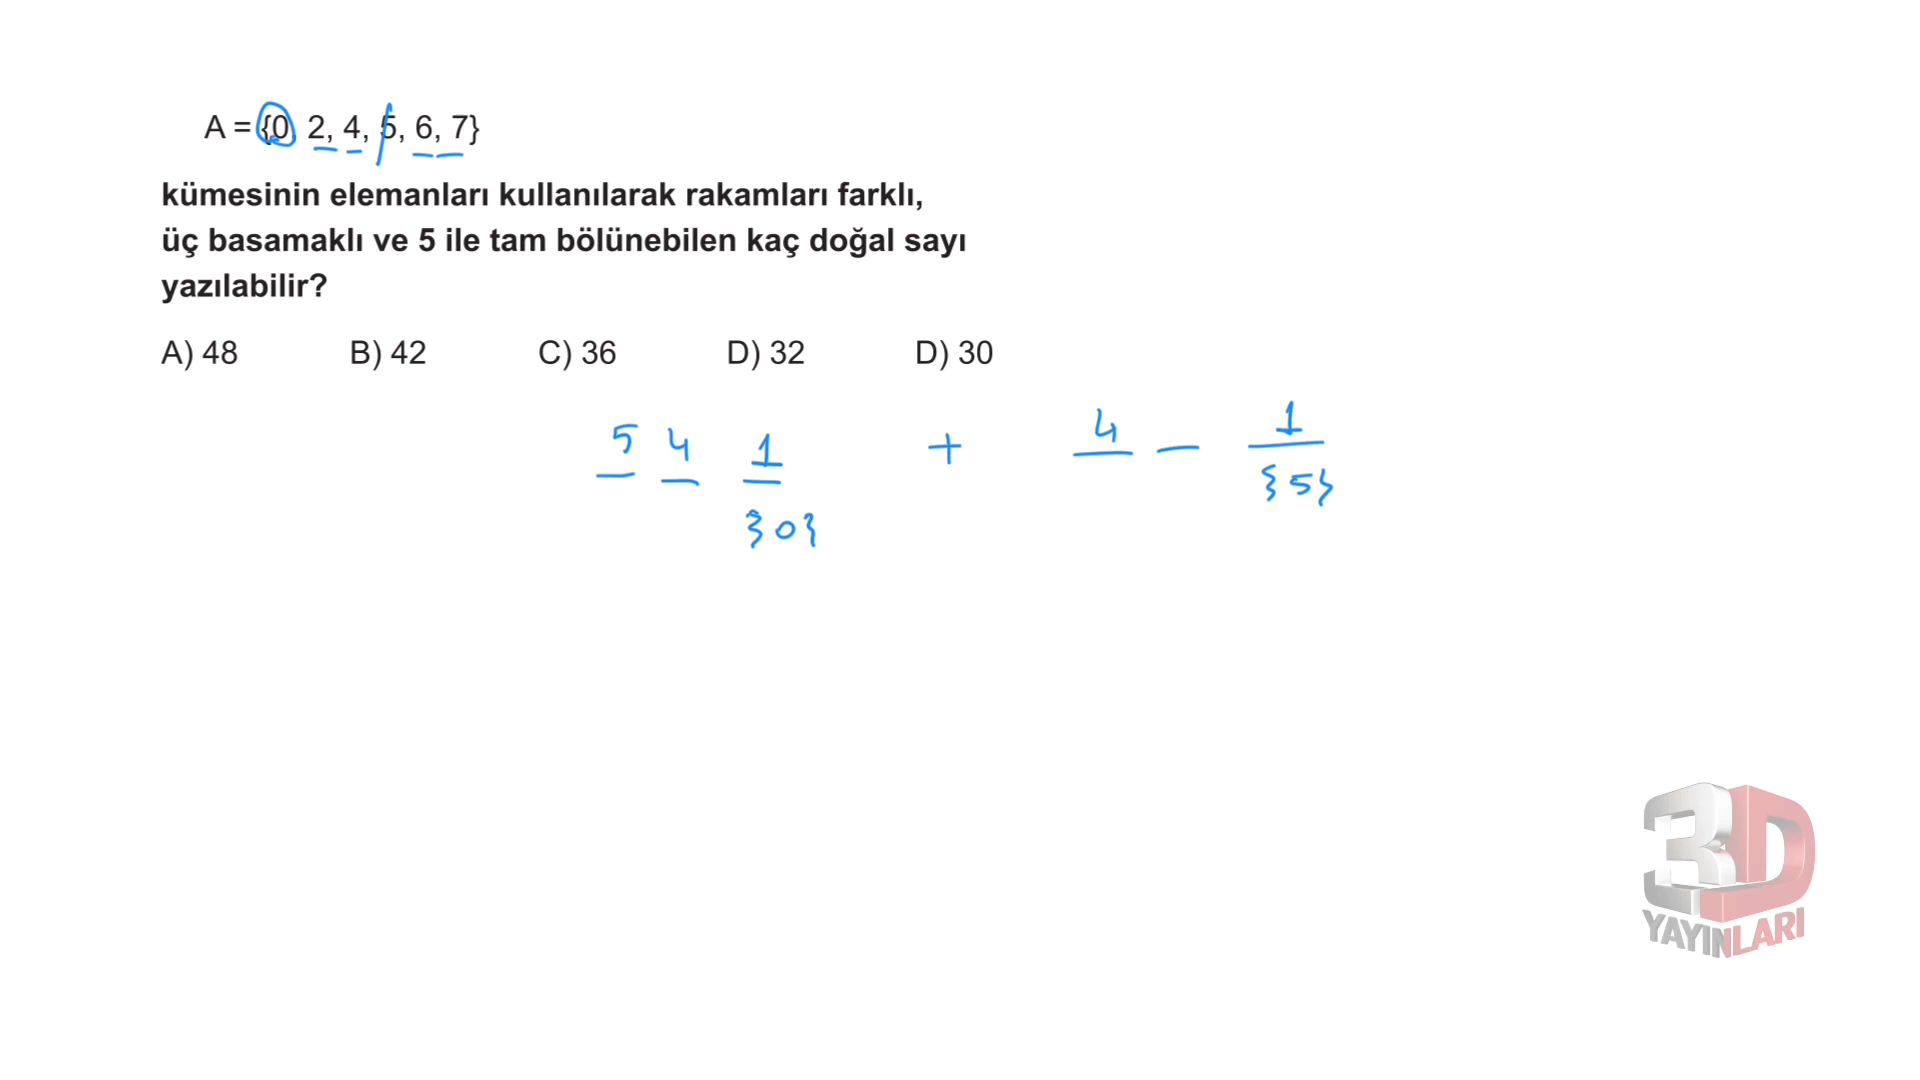 A = {0, 2, 4, 5, 6, 7}
kümesinin elemanları kullanılarak rakamları farklı,
üç basamaklı ve 5 ile tam bölünebilen kaç doğal sayı
yazılabilir?
A) 48 B) 42 C) 36 D) 32 D) 30
5 4 1 + 4 _ 1
{0} {5}
3D
YAYINLARI